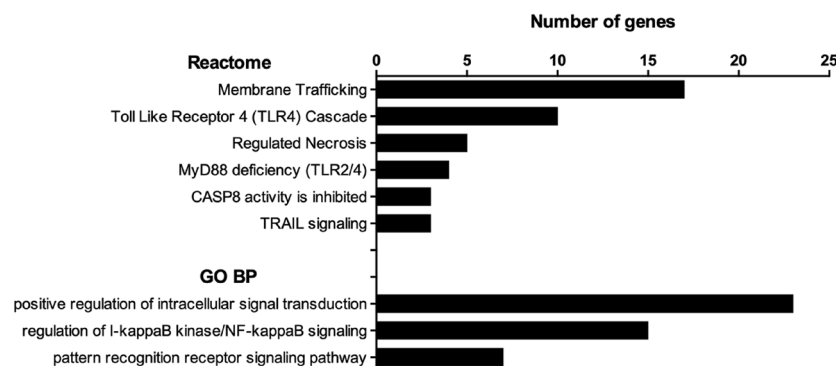 Number of genes
Reactome
0 5 10 15 20 25
Membrane Trafficking
Toll Like Receptor 4 (TLR4) Cascade
Regulated Necrosis
MyD88 deficiency (TLR2/4)
CASP8 activity is inhibited
TRAIL signaling
GO BP
positive regulation of intracellular signal transduction
regulation of I-kappaB kinase/NF-kappaB signaling
pattern recognition receptor signaling pathway